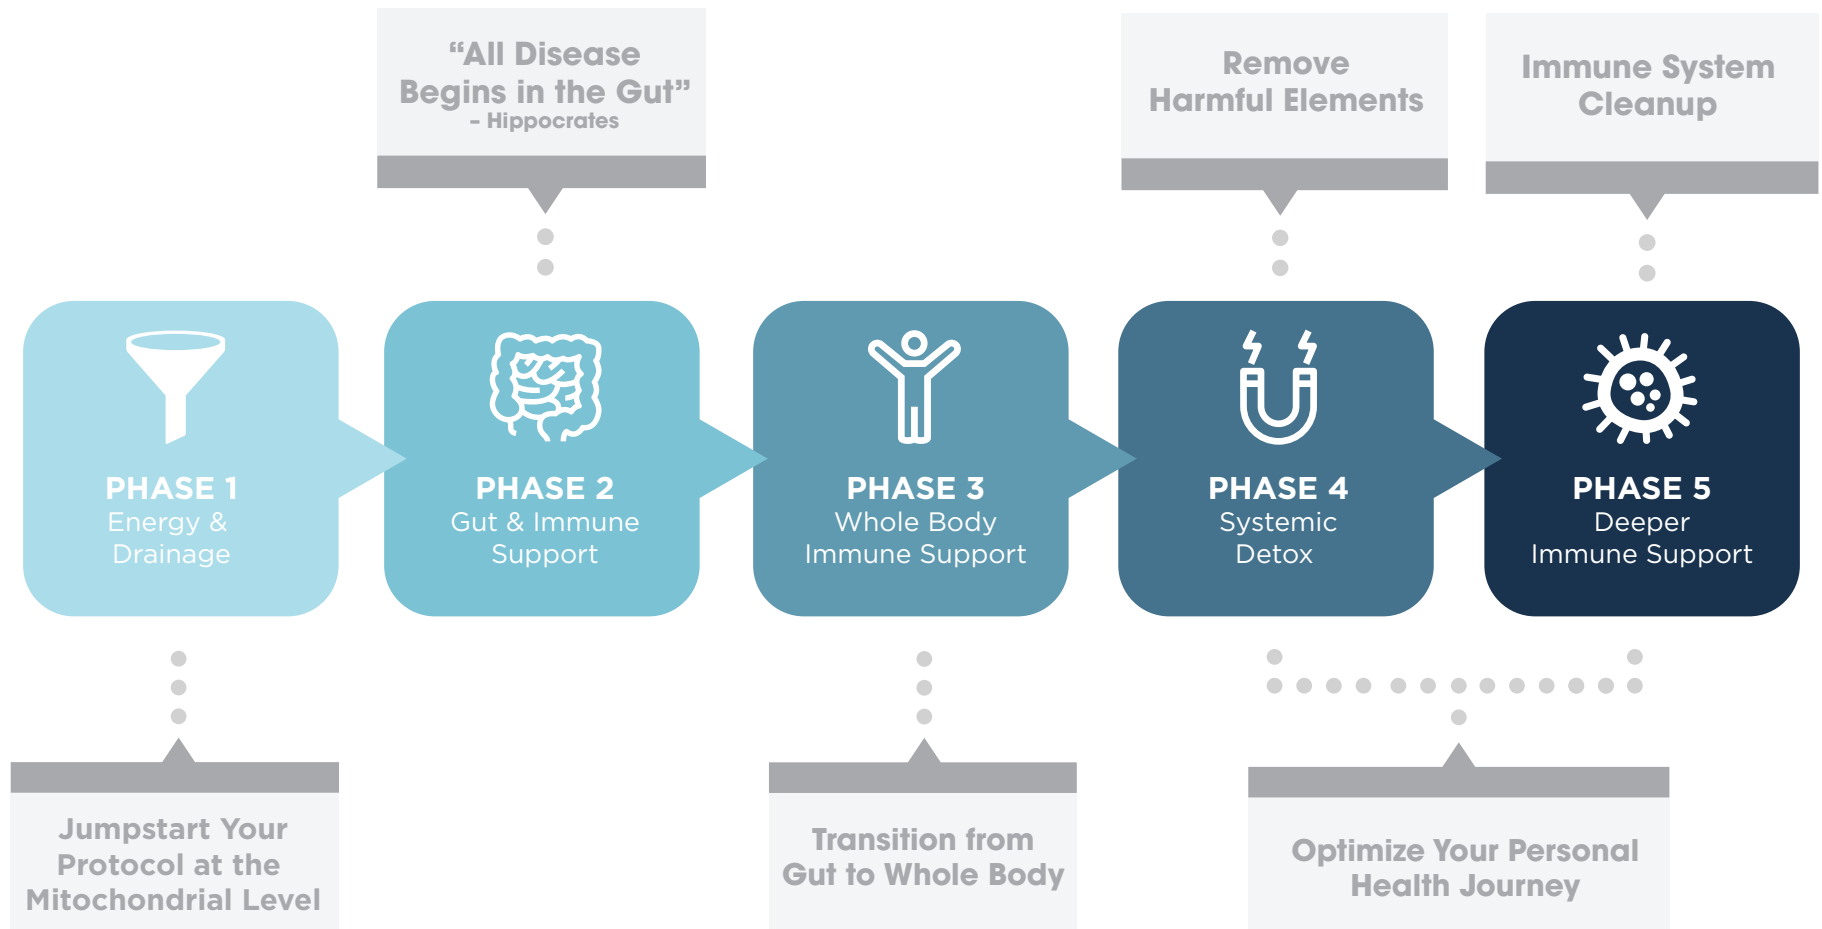 “All Disease
Begins in the Gut”
– Hippocrates
Remove
Harmful Elements
Immune System
Cleanup
PHASE 1
Energy &
Drainage
PHASE 2
Gut & Immune
Support
PHASE 3
Whole Body
Immune Support
PHASE 4
Systemic
Detox
PHASE 5
Deeper
Immune Support
Jumpstart Your
Protocol at the
Mitochondrial Level
Transition from
Gut to Whole Body
Optimize Your Personal
Health Journey